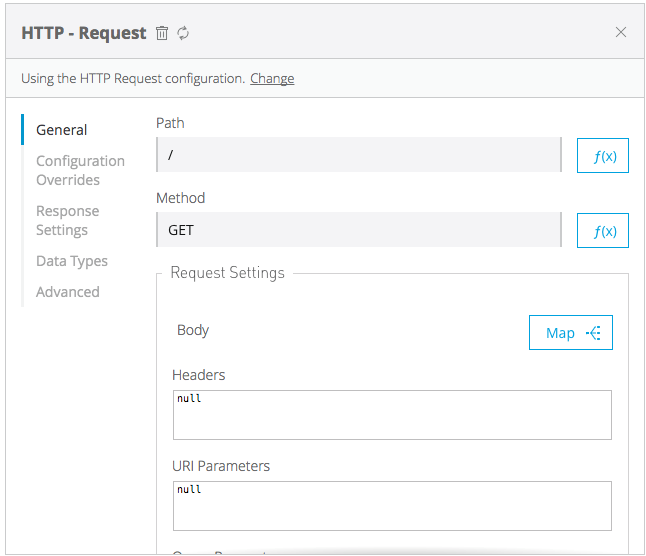 HTTP - Request
Using the HTTP Request configuration. Change
General
Configuration
Overrides
Response
Settings
Data Types
Advanced
Path
/
ƒ(x)
Method
GET
ƒ(x)
Request Settings
Body
Map
Headers
null
URI Parameters
null